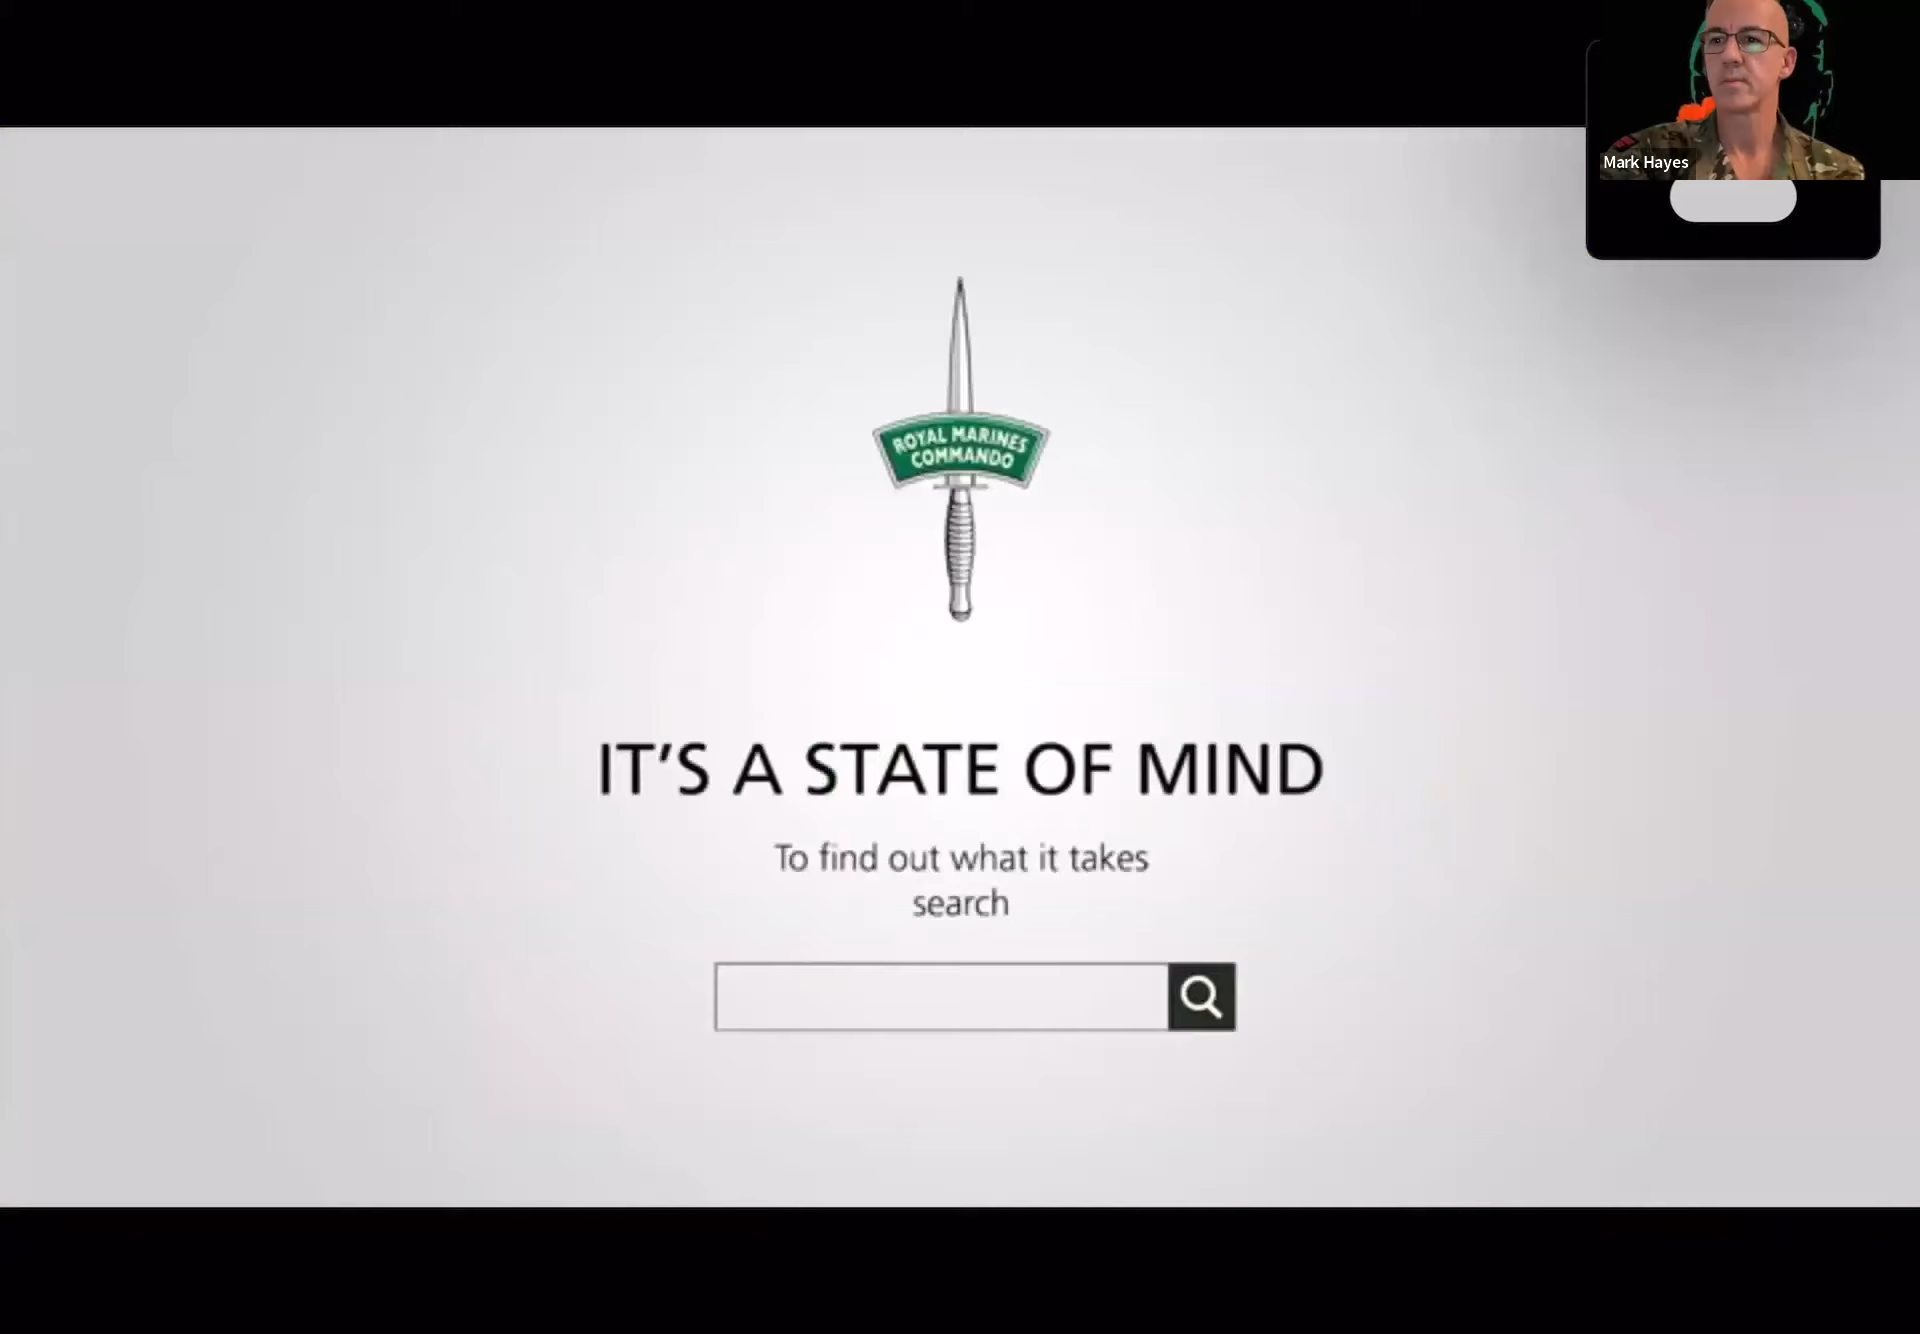 Mark Hayes
ROYAL MARINES
COMMANDO
IT'S A STATE OF MIND
To find out what it takes
search